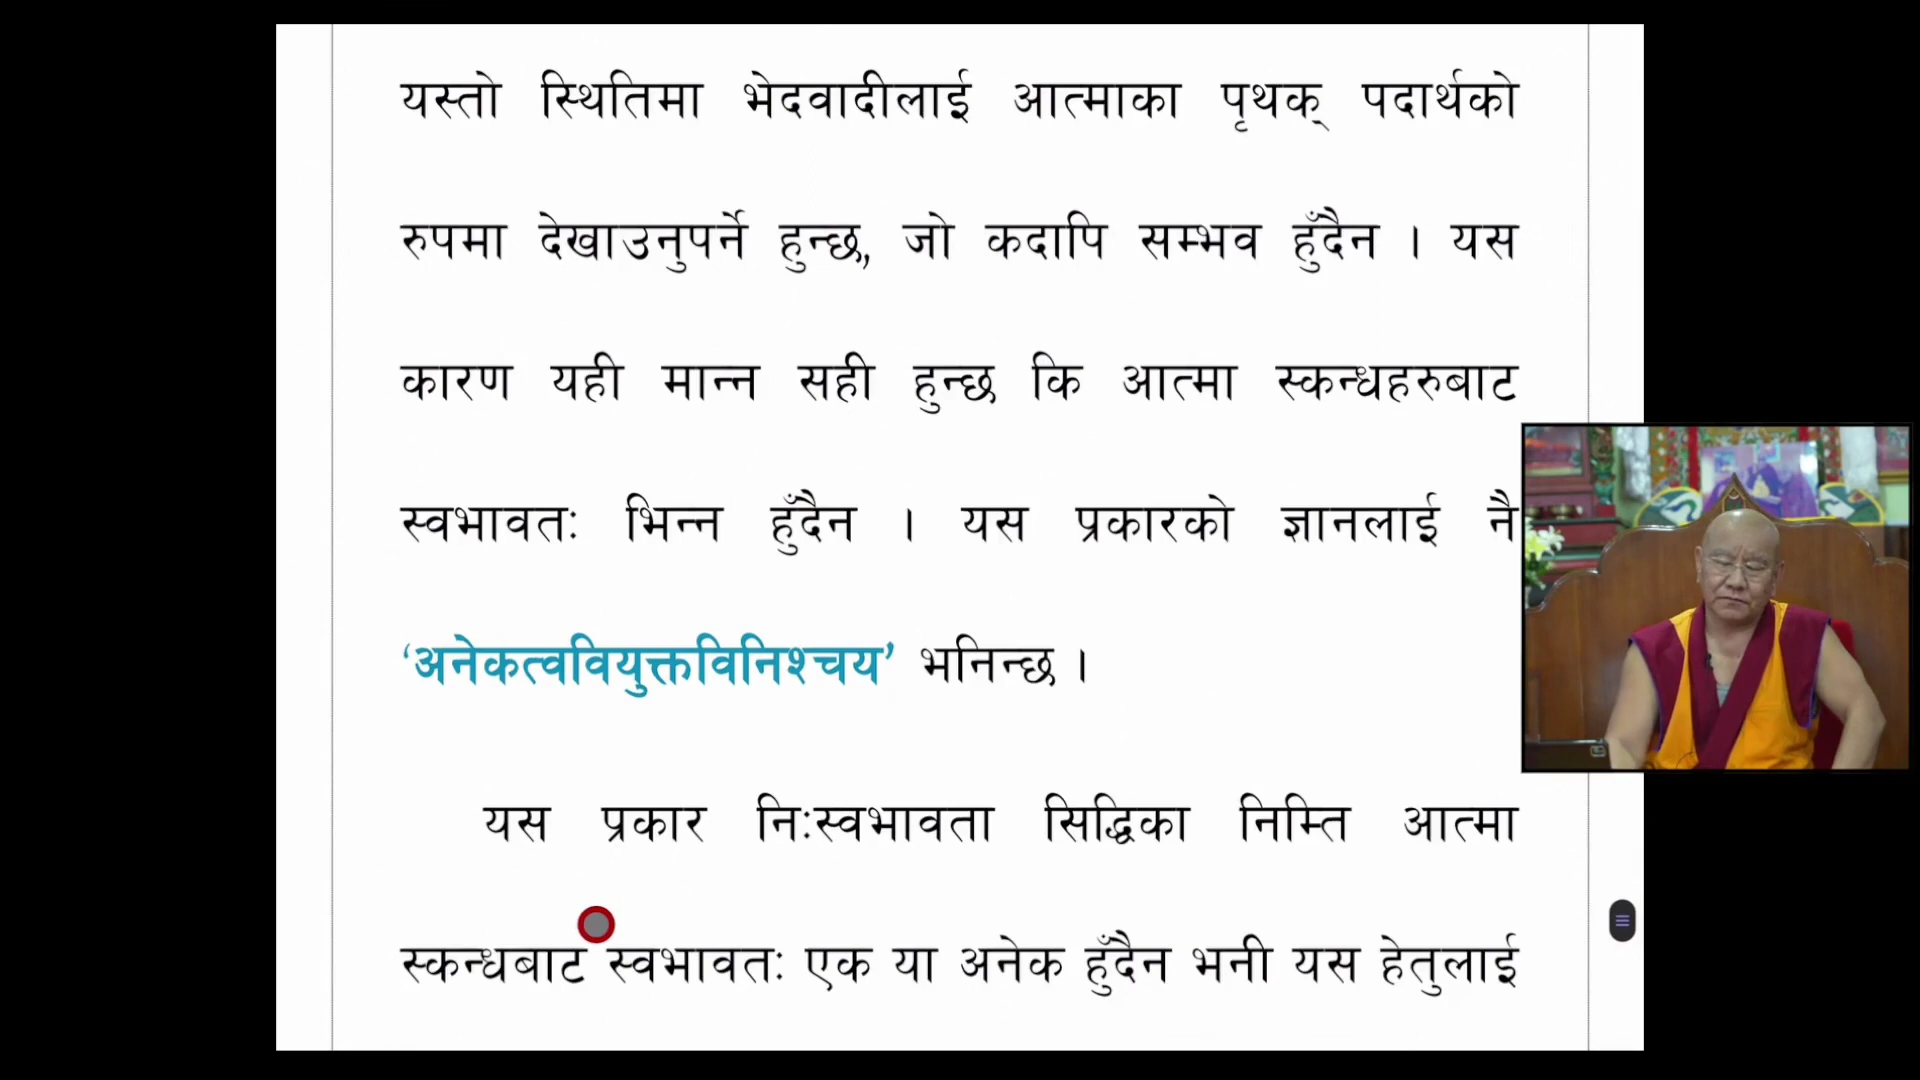 यस्तो स्थितिमा भेदवादीलाई आत्माका पृथक् पदार्थको
रुपमा देखाउनुपर्ने हुन्छ, जो कदापि सम्भव हुँदैन । यस
कारण यही मान्न सही हुन्छ कि आत्मा स्कन्धहरुबाट
स्वभावतः भिन्न हुँदैन । यस प्रकारको ज्ञानलाई नै
‘अनेकत्ववियुक्तविनिश्चय’ भनिन्छ ।
यस प्रकार निःस्वभावता सिद्धिका निम्ति आत्मा
स्कन्धबाट स्वभावतः एक या अनेक हुँदैन भनी यस हेतुलाई